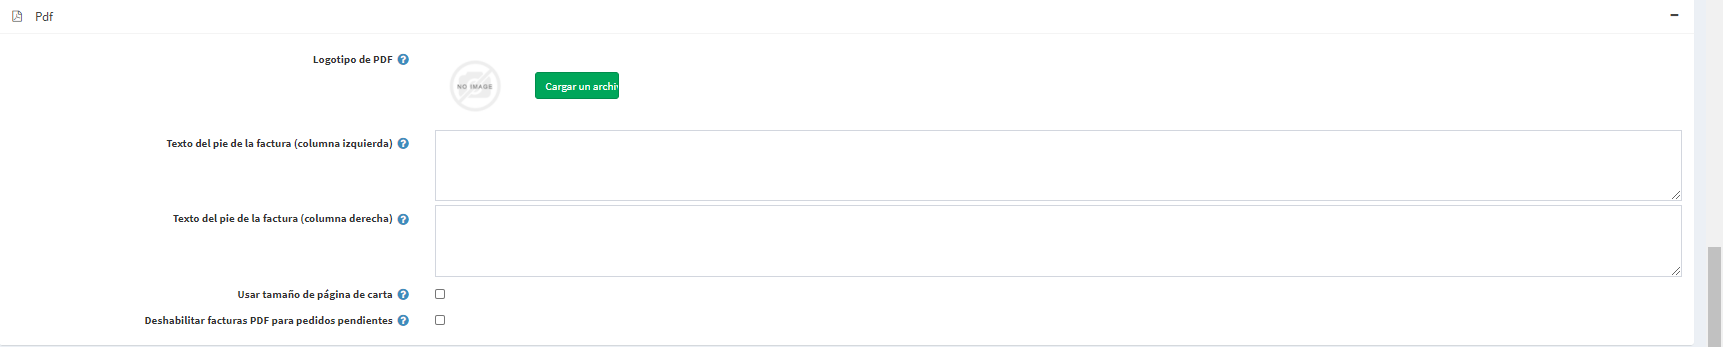 Pdf
Logotipo de PDF
NO IMAGE
Cargar un archiv
Texto del pie de la factura (columna izquierda)
Texto del pie de la factura (columna derecha)
Usar tamaño de página de carta
Deshabilitar facturas PDF para pedidos pendientes